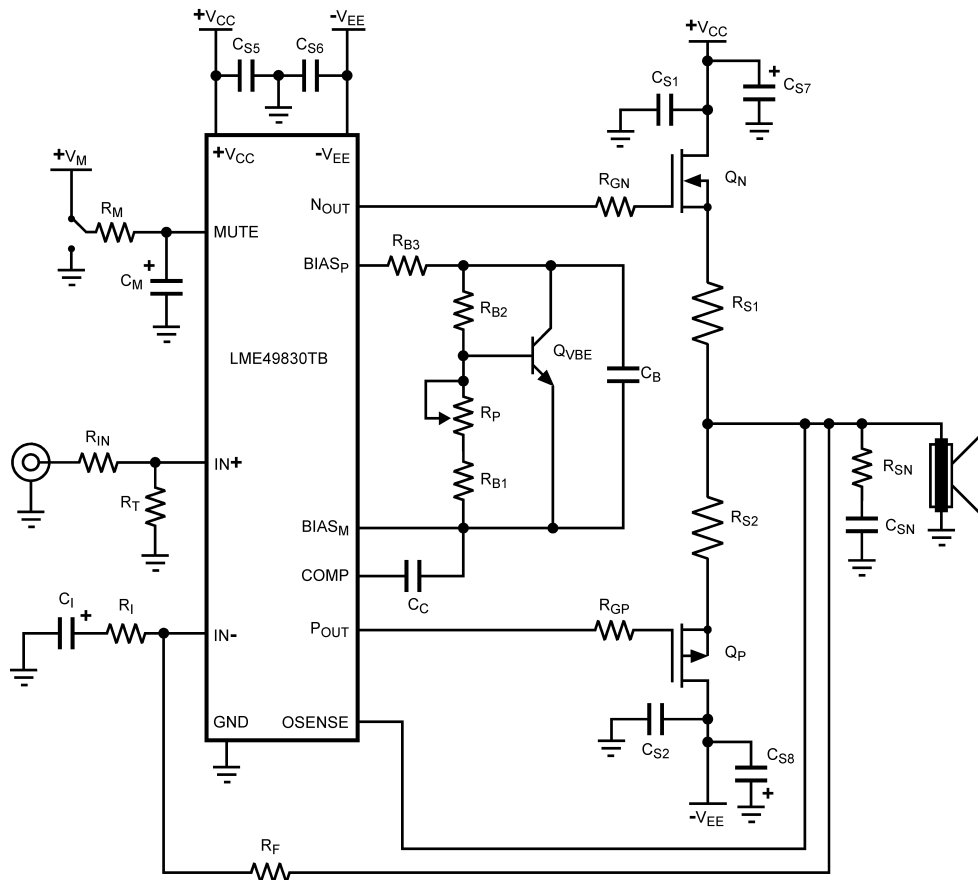 +VCC
-VEE
CS5
CS6
+VCC
CS1
+
CS7
+VCC
-VEE
+VM
RM
MUTE
+
CM
NOUT
RGN
QN
BIASP
RB3
RB2
QVBE
CB
RS1
LME49830TB
RP
RIN
IN+
RT
RB1
RSN
CSN
BIASM
RS2
COMP
CC
CI
+
RI
IN-
POUT
RGP
QP
GND
OSENSE
CS2
CS8
+
-VEE
RF